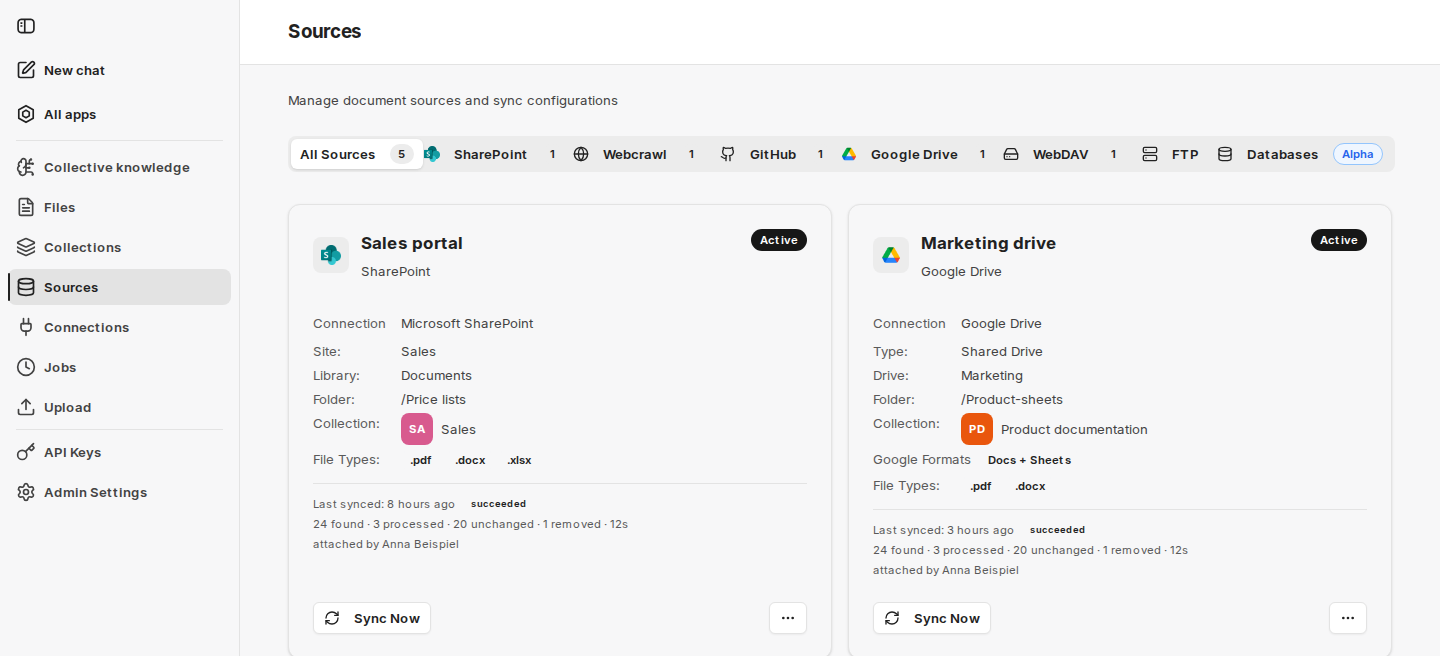 Sources
New chat
All apps
Collective knowledge
Files
Collections
Sources
Connections
Jobs
Upload
API Keys
Admin Settings
Manage document sources and sync configurations
All Sources 5 SharePoint 1 Webcrawl 1 GitHub 1 Google Drive 1 WebDAV 1 FTP Databases Alpha
Sales portal Active
SharePoint
Connection Microsoft SharePoint
Site: Sales
Library: Documents
Folder: /Price lists
Collection: SA Sales
File Types: .pdf .docx .xlsx
Last synced: 8 hours ago succeeded
24 found · 3 processed · 20 unchanged · 1 removed · 12s
attached by Anna Beispiel
Sync Now
Marketing drive Active
Google Drive
Connection Google Drive
Type: Shared Drive
Drive: Marketing
Folder: /Product-sheets
Collection: PD Product documentation
Google Formats Docs + Sheets
File Types: .pdf .docx
Last synced: 3 hours ago succeeded
24 found · 3 processed · 20 unchanged · 1 removed · 12s
attached by Anna Beispiel
Sync Now